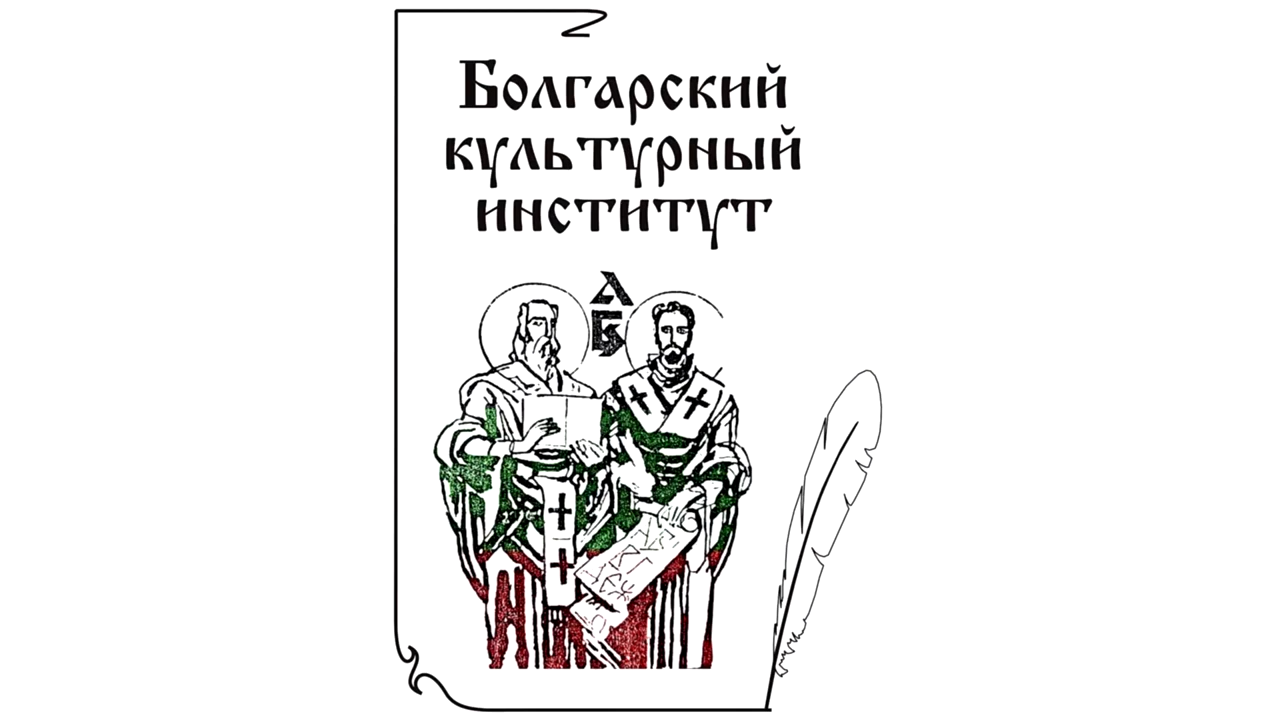 Болгарский
культурный
институт
А
Б